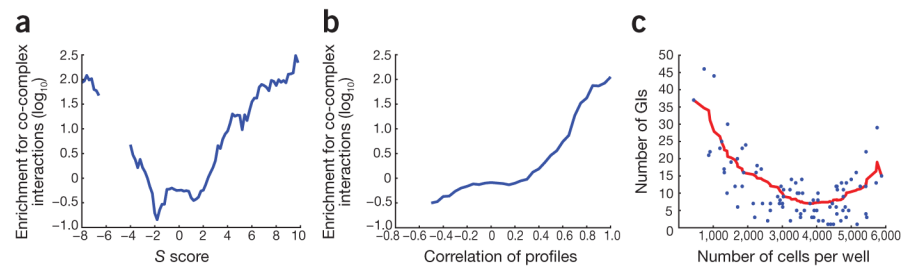 a
Enrichment for co-complex
interactions (log10)
2.5
2.0
1.5
1.0
0.5
0
−0.5
−1.0
−8 −6 −4 −2 0 2 4 6 8 10
S score
b
Enrichment for co-complex
interactions (log10)
2.5
2.0
1.5
1.0
0.5
0
−0.5
−1.0
−0.8 −0.6 −0.4 −0.2 0 0.2 0.4 0.6 0.8 1.0
Correlation of profiles
c
Number of GIs
50
45
40
35
30
25
20
15
10
5
0
1,000 2,000 3,000 4,000 5,000 6,000
Number of cells per well